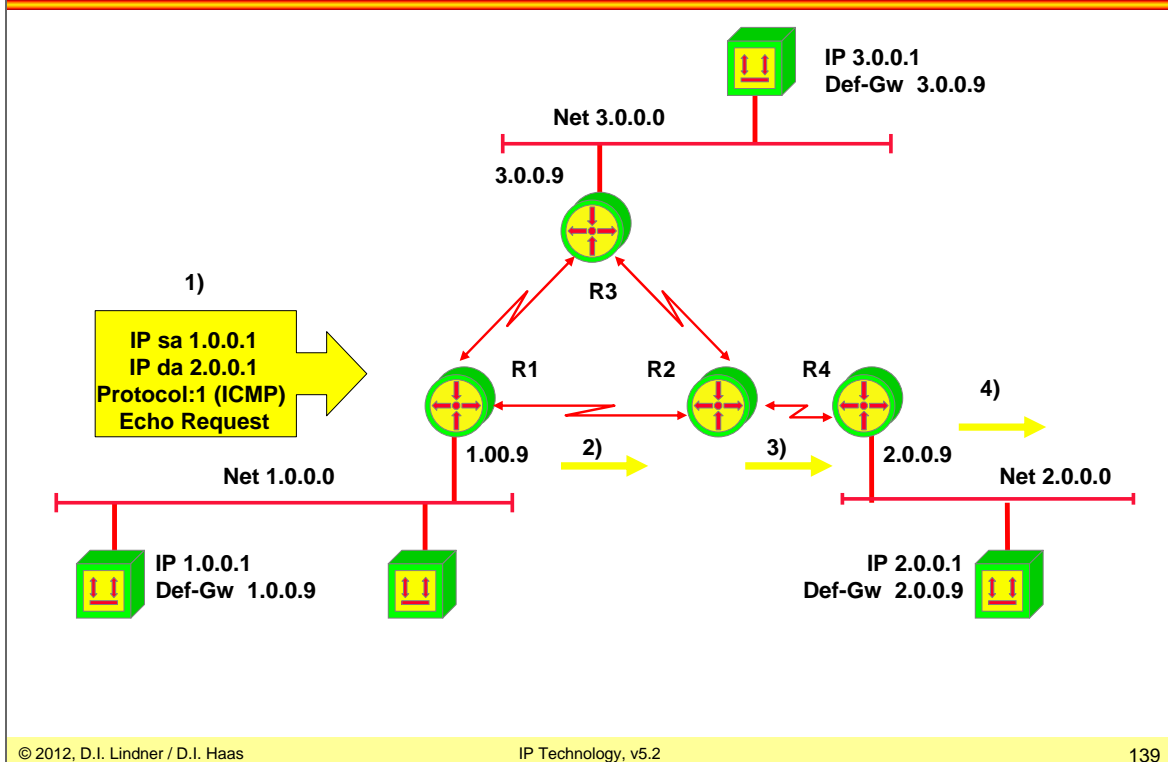 IP 3.0.0.1
Def-Gw 3.0.0.9
Net 3.0.0.0
3.0.0.9
R3
1)
IP sa 1.0.0.1
IP da 2.0.0.1
Protocol:1 (ICMP)
Echo Request
R1
R2
R4
4)
1.00.9
2)
3)
2.0.0.9
Net 1.0.0.0
Net 2.0.0.0
IP 1.0.0.1
Def-Gw 1.0.0.9
IP 2.0.0.1
Def-Gw 2.0.0.9
© 2012, D.I. Lindner / D.I. Haas
IP Technology, v5.2
139